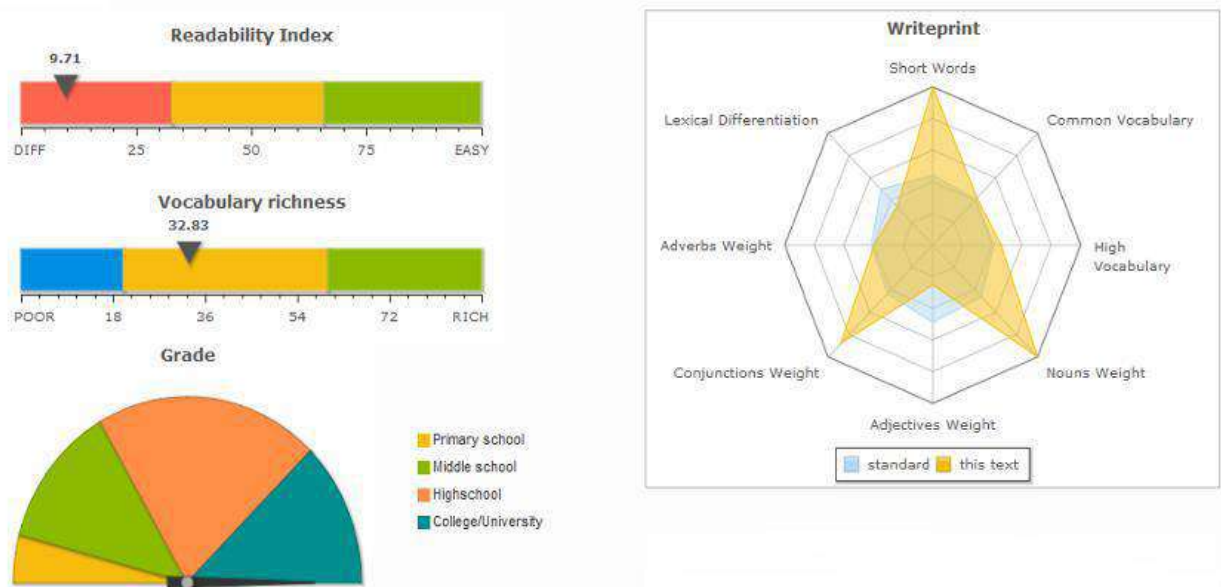 Readability Index
9.71
DIFF 25 50 75 EASY
Vocabulary richness
32.83
POOR 18 36 54 72 RICH
Grade
Primary school
Middle school
Highschool
College/University
Writeprint
Short Words
Lexical Differentiation
Common Vocabulary
Adverbs Weight
High
Vocabulary
Conjunctions Weight
Nouns Weight
Adjectives Weight
standard this text